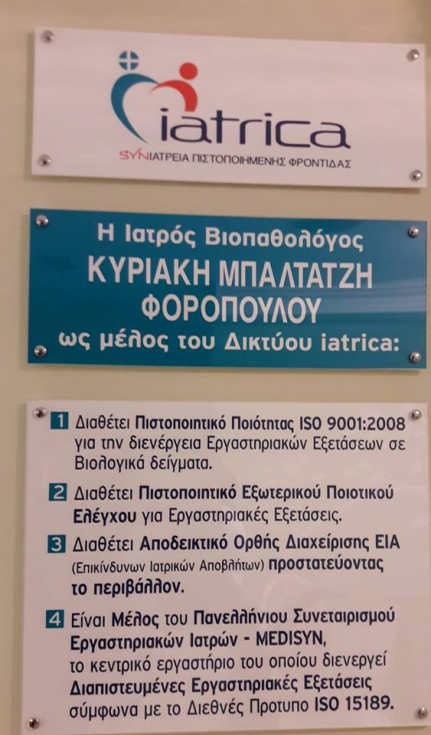 iatrica
SYNΙΑΤΡΕΙΑ ΠΙΣΤΟΠΟΙΗΜΕΝΗΣ ΦΡΟΝΤΙΔΑΣ
Η Ιατρός Βιοπαθολόγος
ΚΥΡΙΑΚΗ ΜΠΑΛΤΑΤΖΗ
ΦΟΡΟΠΟΥΛΟΥ
ως μέλος του Δικτύου iatrica:
1 Διαθέτει Πιστοποιητικό Ποιότητας ISO 9001:2008
για την διενέργεια Εργαστηριακών Εξετάσεων σε
Βιολογικά δείγματα.
2 Διαθέτει Πιστοποιητικό Εξωτερικού Ποιοτικού
Ελέγχου για Εργαστηριακές Εξετάσεις.
3 Διαθέτει Αποδεικτικό Ορθής Διαχείρισης ΕΙΑ
(Επικίνδυνων Ιατρικών Αποβλήτων) προστατεύοντας
το περιβάλλον.
4 Είναι Μέλος του Πανελλήνιου Συνεταιρισμού
Εργαστηριακών Ιατρών - MEDISYN,
το κεντρικό εργαστήριο του οποίου διενεργεί
Διαπιστευμένες Εργαστηριακές Εξετάσεις
σύμφωνα με το Διεθνές Προτυπο ISO 15189.